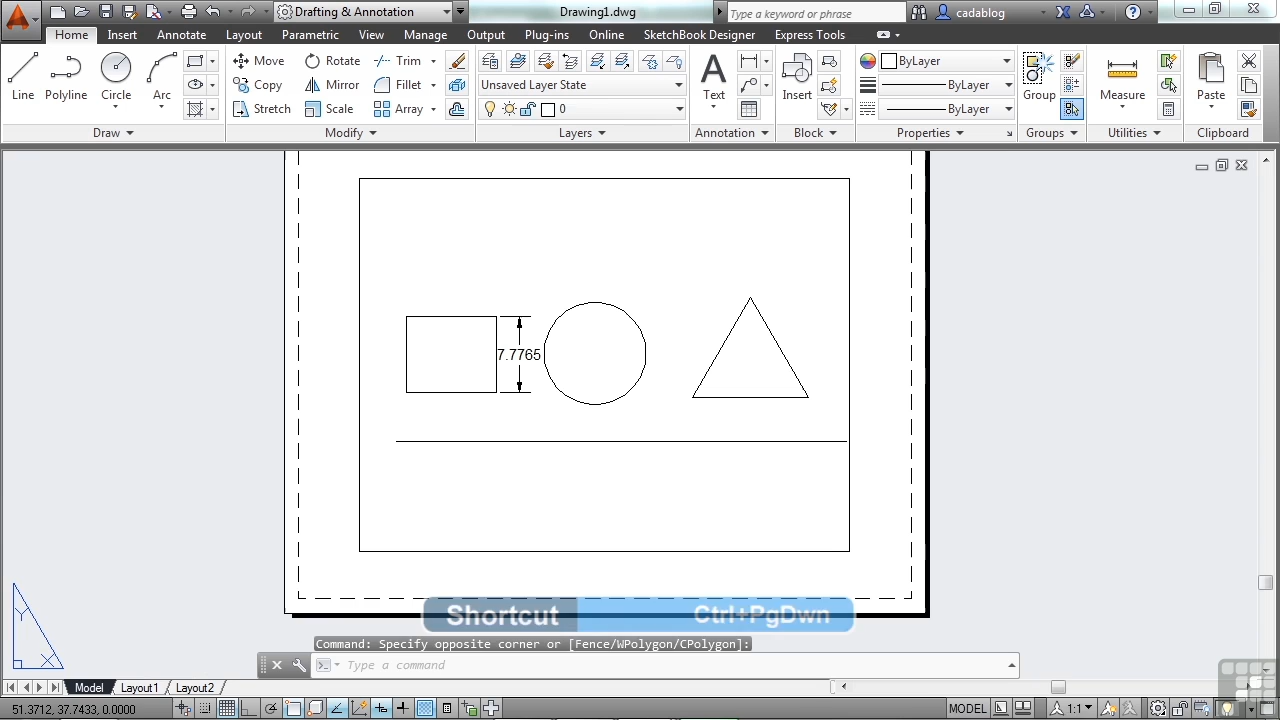 Drafting & Annotation
Drawing1.dwg
Type a keyword or phrase
cadablog
Home Insert Annotate Layout Parametric View Manage Output Plug-ins Online SketchBook Designer Express Tools
Line Polyline Circle Arc
Move Rotate Trim
Copy Mirror Fillet
Stretch Scale Array
Unsaved Layer State
0
Text
Insert
ByLayer
ByLayer
ByLayer
Group
Measure
Paste
Draw Modify Layers Annotation Block Properties Groups Utilities Clipboard
7.7765
Shortcut Ctrl+PgDwn
Command: Specify opposite corner or [Fence/WPolygon/CPolygon]:
Type a command
Y
X
Model Layout1 Layout2
51.3712, 37.7433, 0.0000
MODEL
1:1